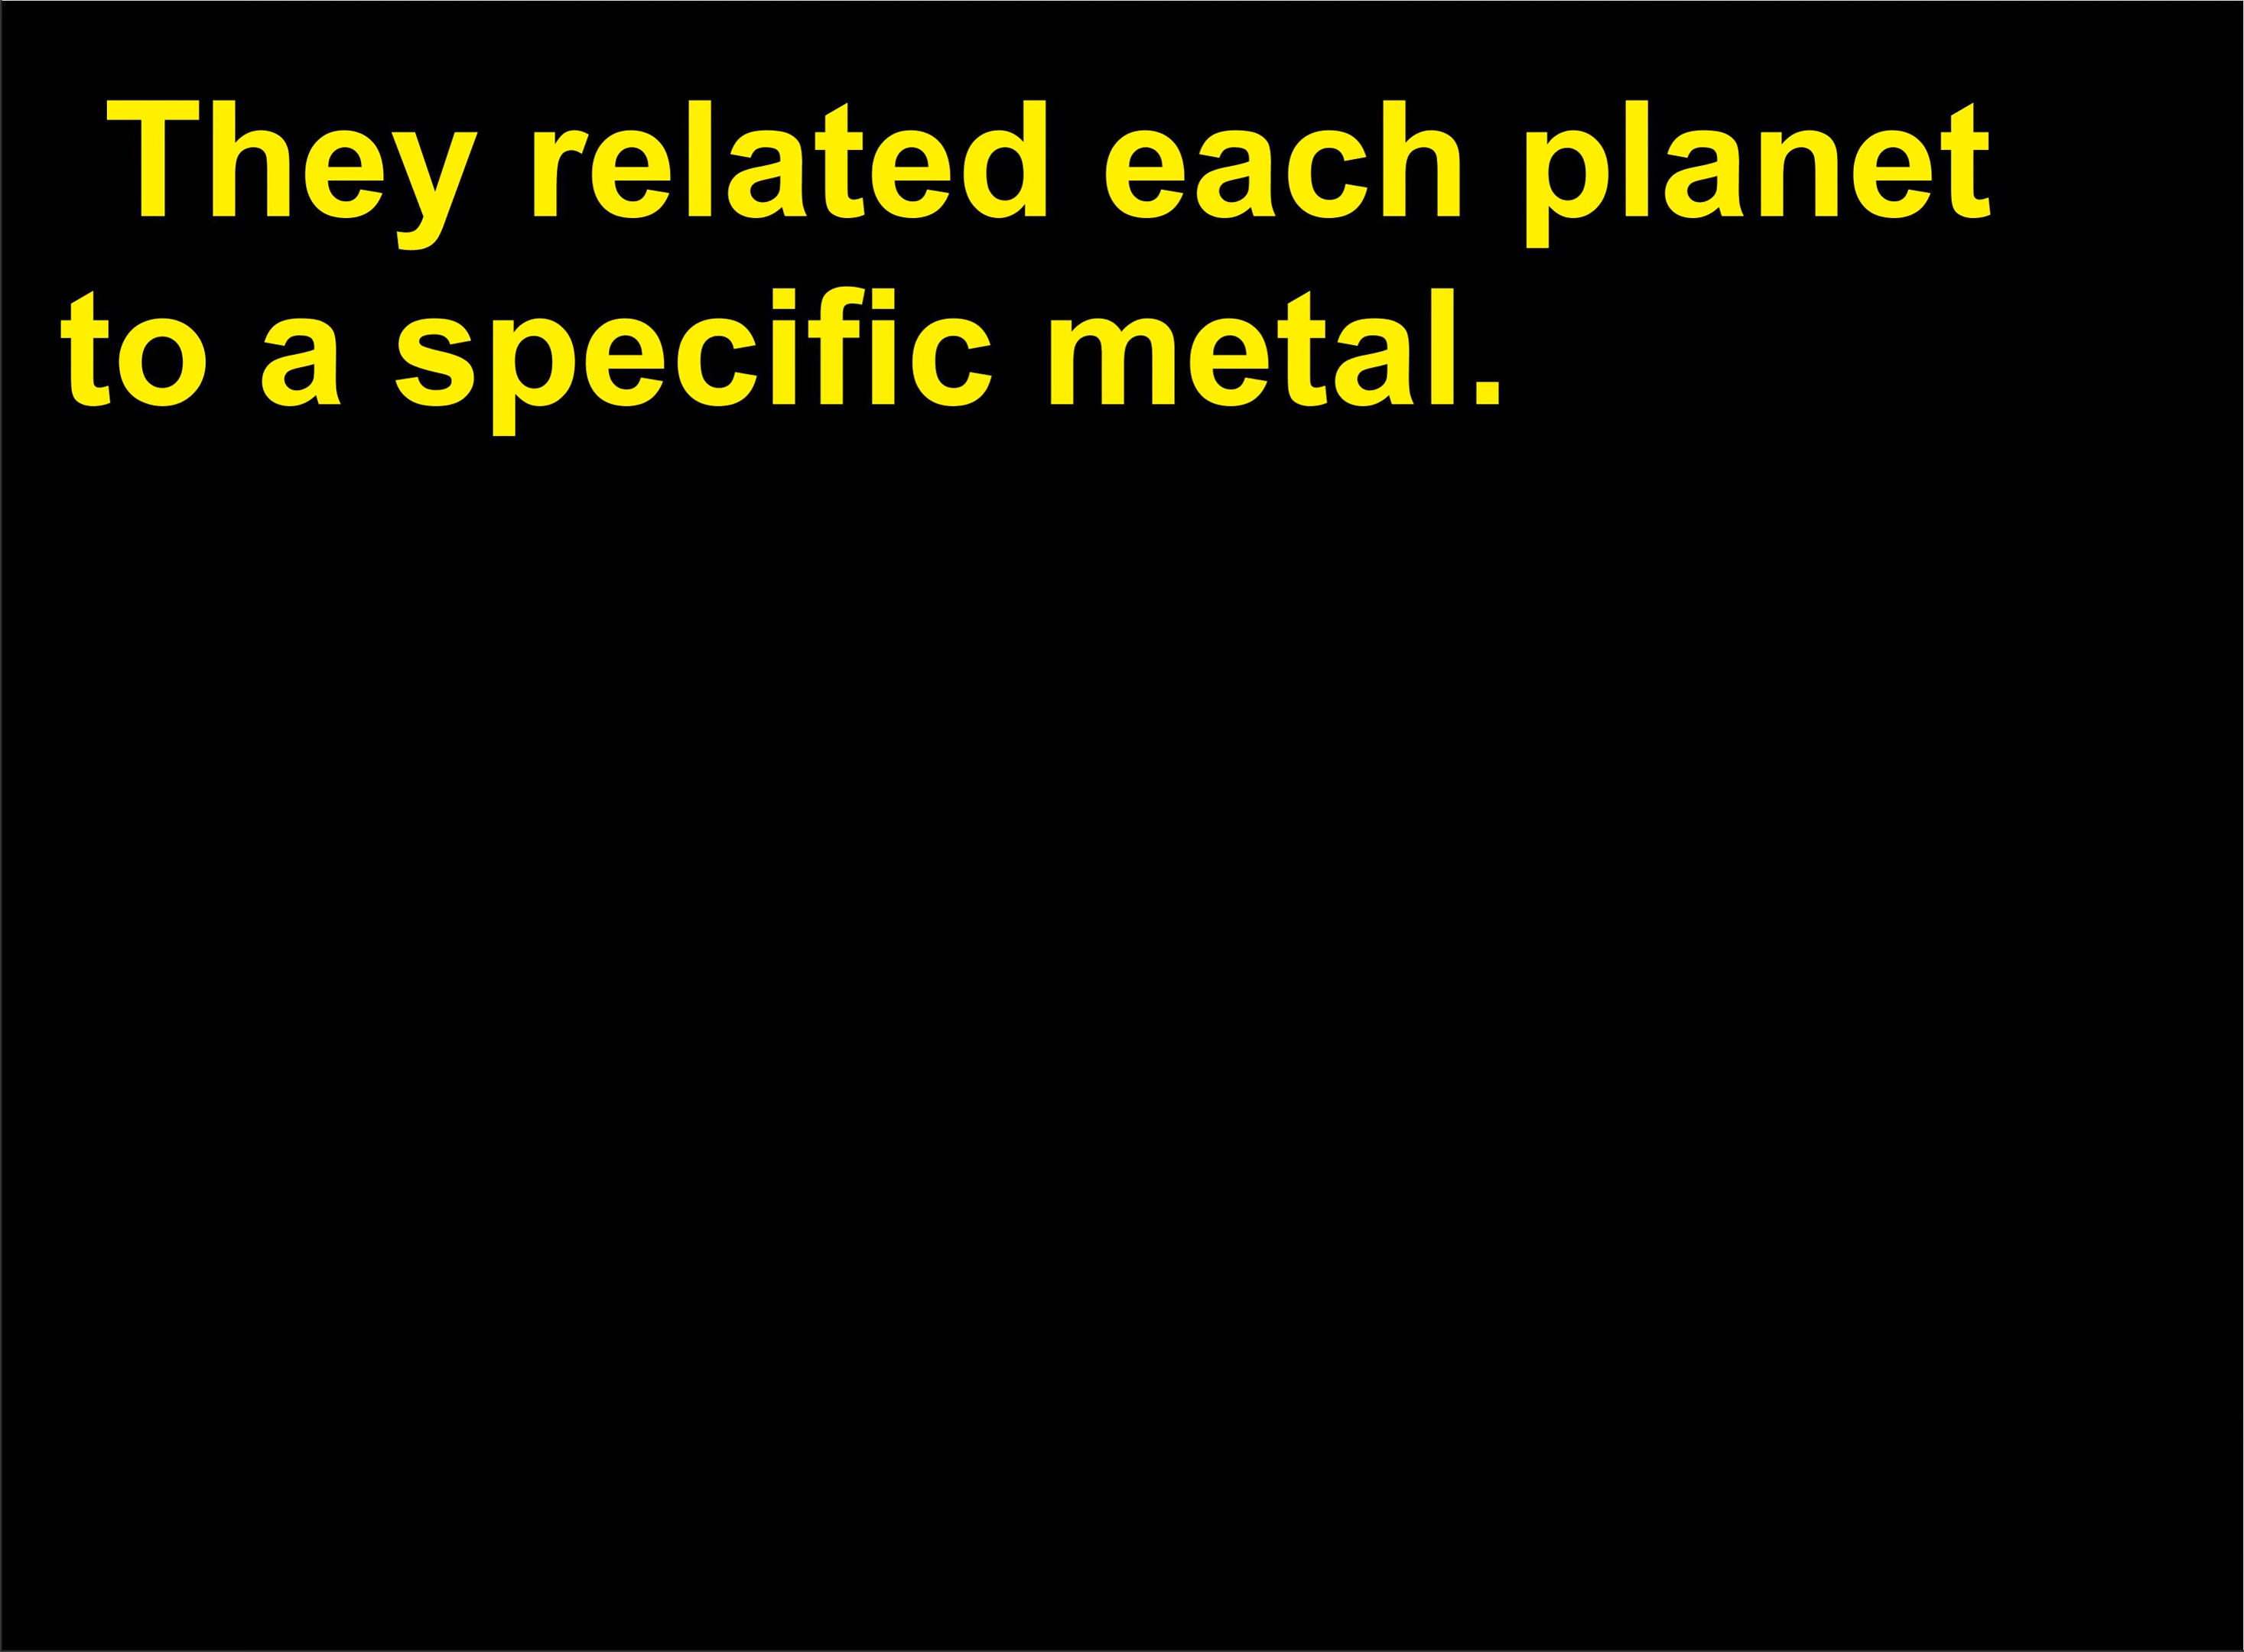 They related each planet
to a specific metal.